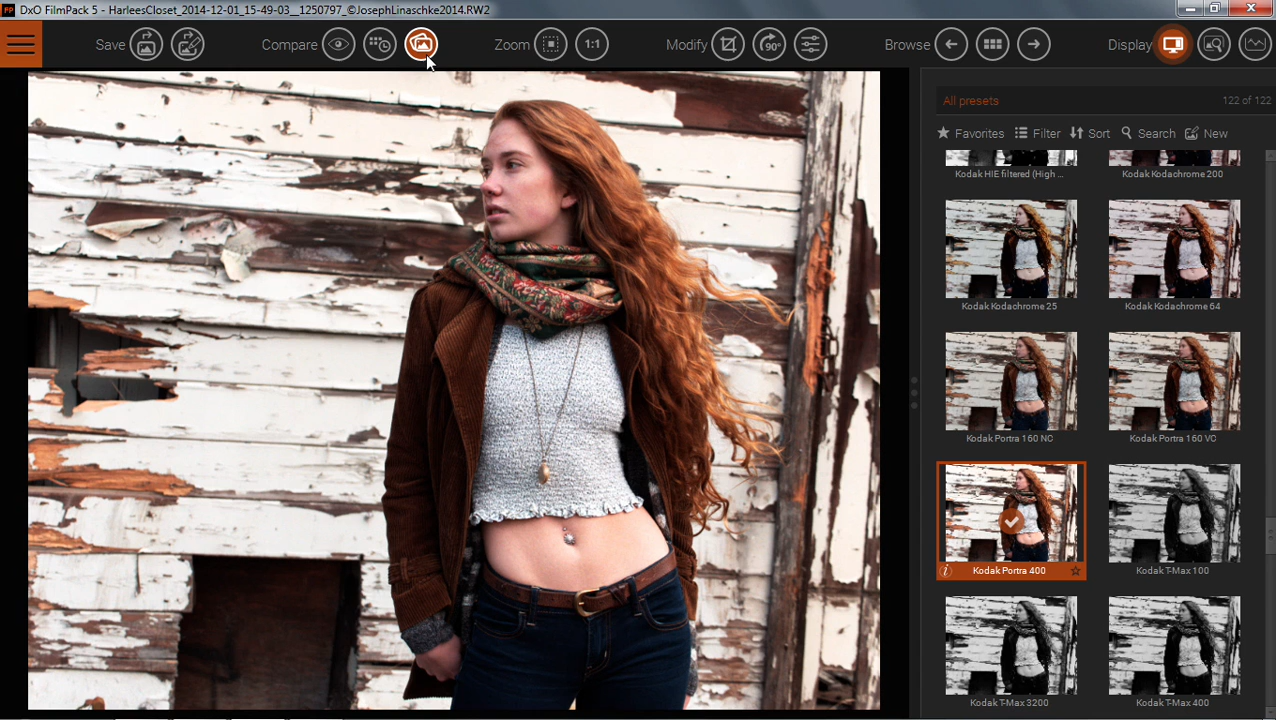 FP DxO FilmPack 5 - HarleesCloset_2014-12-01_15-49-03__1250797_©JosephLinaschke2014.RW2
Save Compare Zoom 1:1 Modify 90° Browse Display
All presets 122 of 122
Favorites Filter Sort Search New
Kodak HIE filtered (High ... Kodak Kodachrome 200
Kodak Kodachrome 25 Kodak Kodachrome 64
Kodak Portra 160 NC Kodak Portra 160 VC
i Kodak Portra 400 Kodak T-Max 100
Kodak T-Max 3200 Kodak T-Max 400